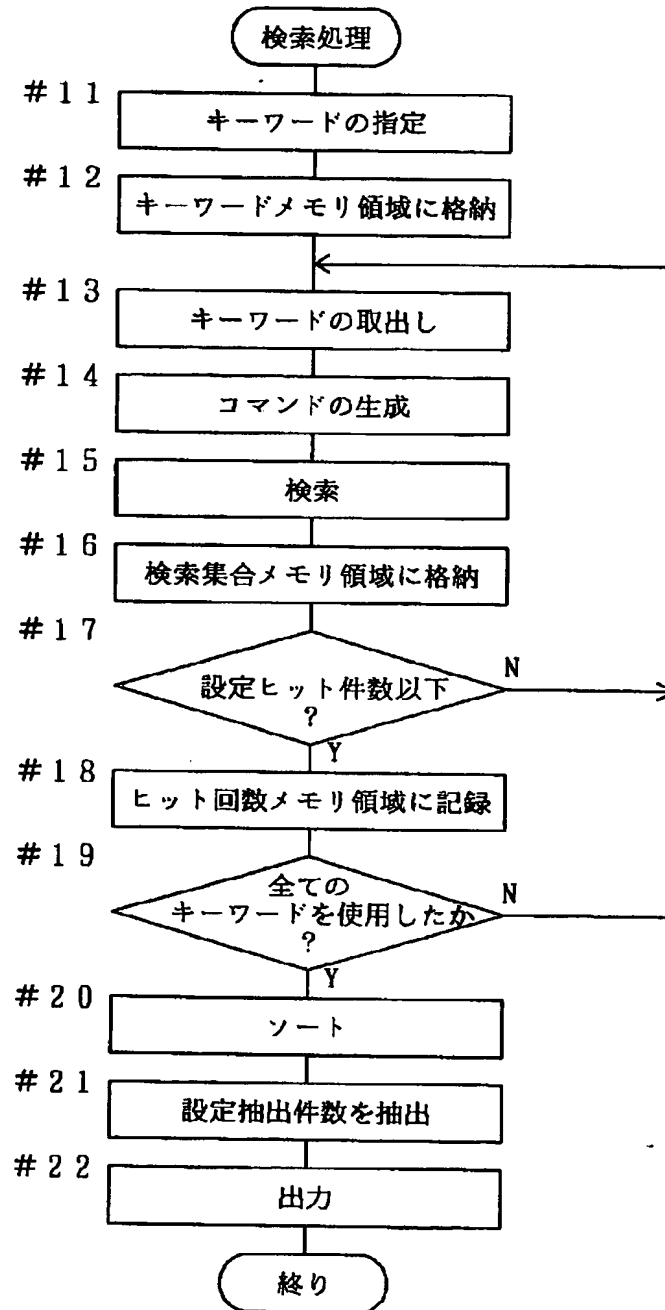 検索処理
#11
キーワードの指定
#12
キーワードメモリ領域に格納
#13
キーワードの取出し
#14
コマンドの生成
#15
検索
#16
検索集合メモリ領域に格納
#17
設定ヒット件数以下
?
N
Y
#18
ヒット回数メモリ領域に記録
#19
全ての
キーワードを使用したか
?
N
Y
#20
ソート
#21
設定抽出件数を抽出
#22
出力
終り